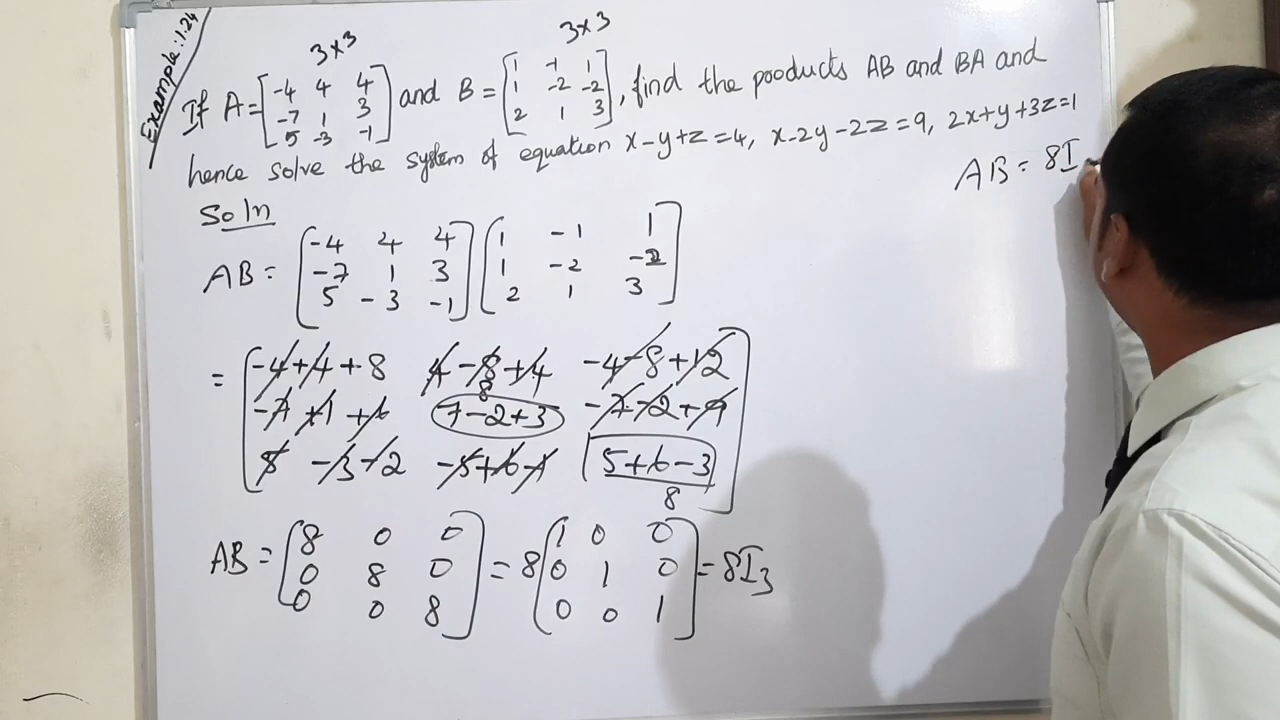 Example:1.24
3x3 3x3
If A = [-4 4 4; -7 1 3; 5 -3 -1] and B = [1 -1 1; 1 -2 -2; 2 1 3], find the products AB and BA and
hence solve the system of equation x-y+z=4, x-2y-2z=9, 2x+y+3z=1
AB = 8I
Soln
AB = [-4 4 4; -7 1 3; 5 -3 -1] [1 -1 1; 1 -2 -2; 2 1 3]
= [-4+4+8 4-8+4 -4-8+12; -7+1+6 7-2+3 -7-2+9; 5-3-2 -5+6-1 5+6-3]
8
8
AB = [8 0 0; 0 8 0; 0 0 8] = 8 [1 0 0; 0 1 0; 0 0 1] = 8I3